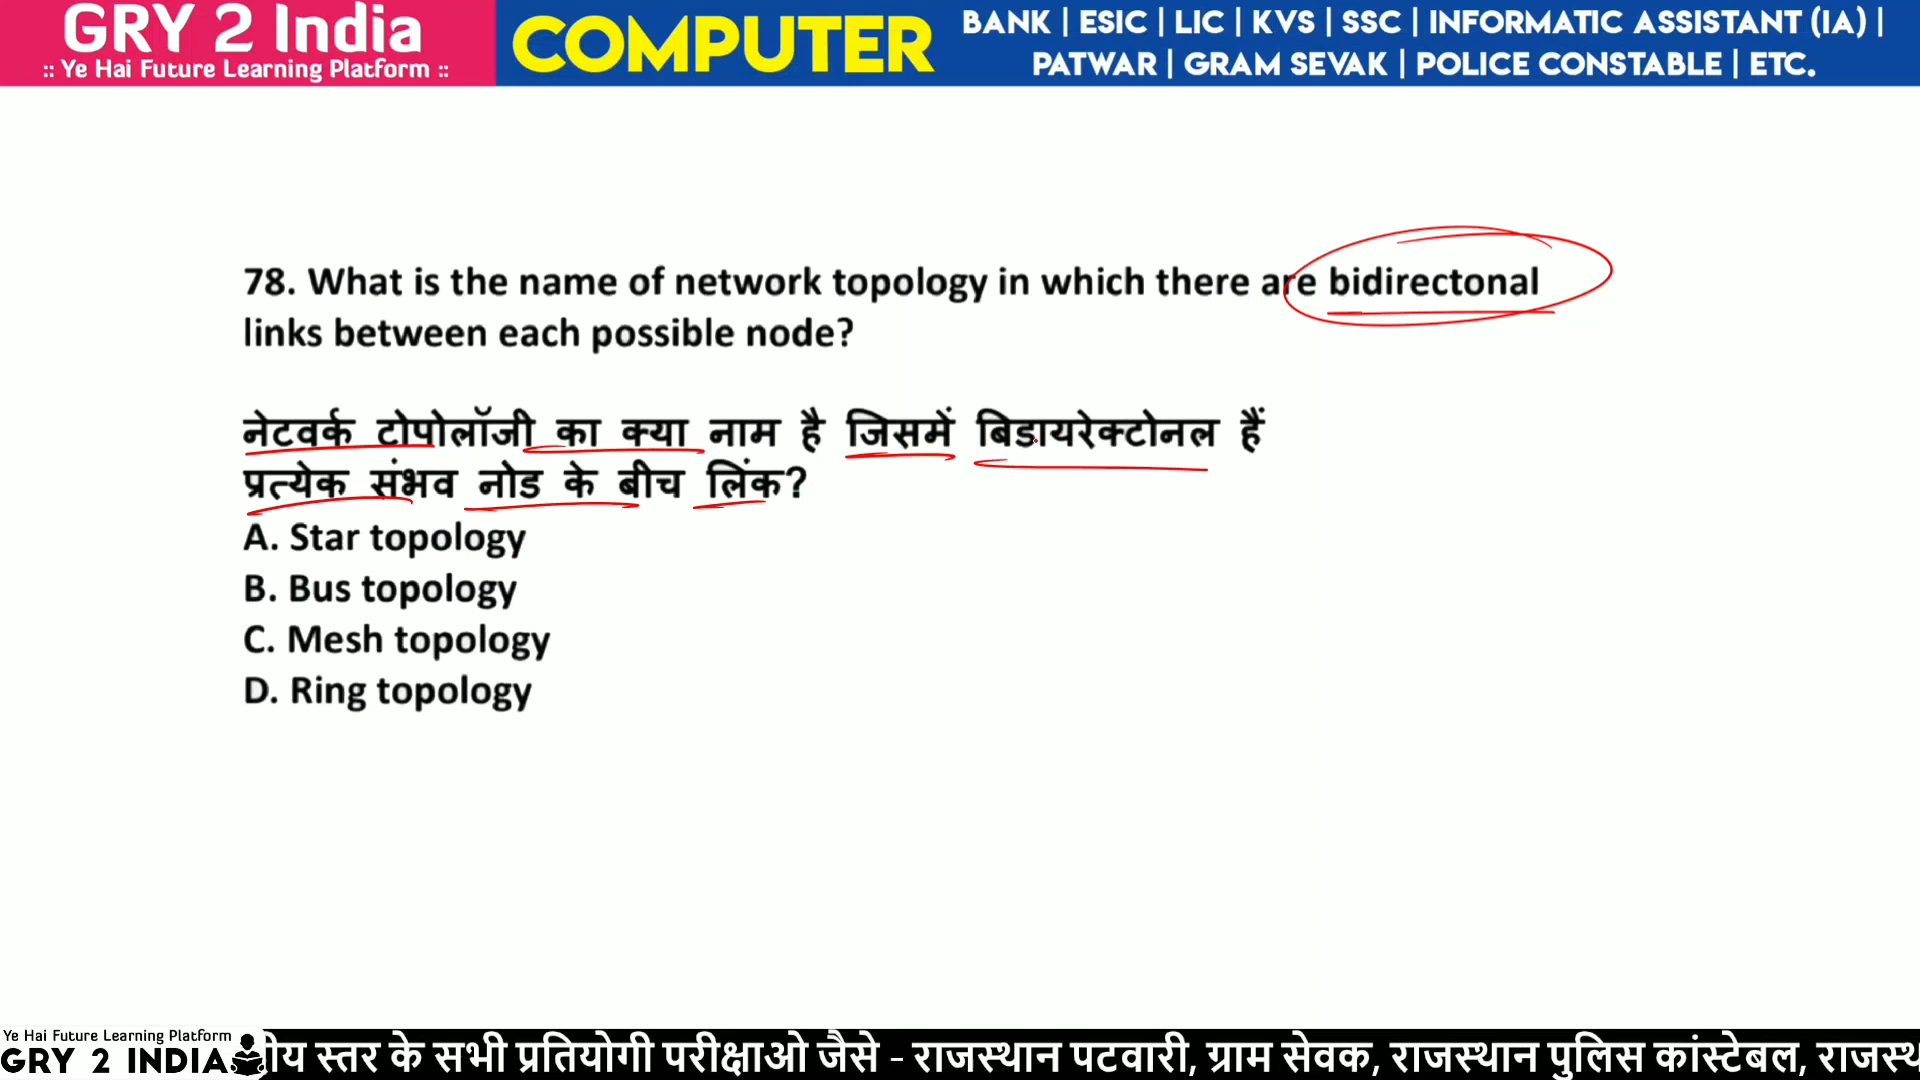 GRY 2 India
:: Ye Hai Future Learning Platform ::
COMPUTER
BANK | ESIC | LIC | KVS | SSC | INFORMATIC ASSISTANT (IA) |
PATWAR | GRAM SEVAK | POLICE CONSTABLE | ETC.
78. What is the name of network topology in which there are bidirectonal
links between each possible node?
नेटवर्क टोपोलॉजी का क्या नाम है जिसमें बिडायरेक्टोनल हैं
प्रत्येक संभव नोड के बीच लिंक?
A. Star topology
B. Bus topology
C. Mesh topology
D. Ring topology
Ye Hai Future Learning Platform
GRY 2 INDIA
स्तर के सभी प्रतियोगी परीक्षाओ जैसे - राजस्थान पटवारी, ग्राम सेवक, राजस्थान पुलिस कांस्टेबल,